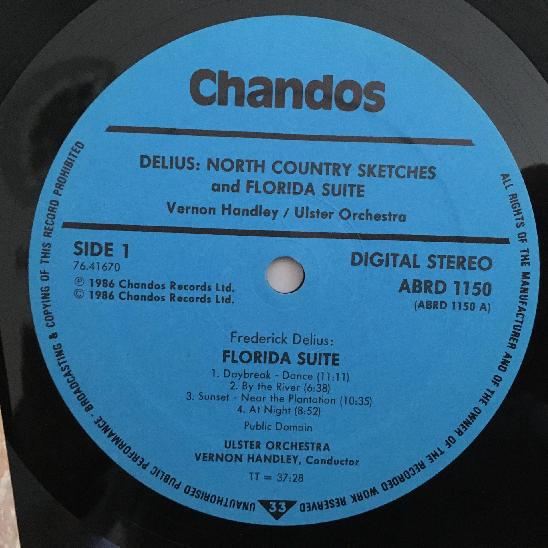 Chandos
DELIUS: NORTH COUNTRY SKETCHES
and FLORIDA SUITE
Vernon Handley / Ulster Orchestra
SIDE 1
76.41670
℗ 1986 Chandos Records Ltd.
© 1986 Chandos Records Ltd.
DIGITAL STEREO
ABRD 1150
(ABRD 1150 A)
Frederick Delius:
FLORIDA SUITE
1. Daybreak - Dance (11:11)
2. By the River (6:38)
3. Sunset - Near the Plantation (10:35)
4. At Night (8:52)
Public Domain
ULSTER ORCHESTRA
VERNON HANDLEY, Conductor
TT = 37:28
33
ALL RIGHTS OF THE MANUFACTURER AND OF THE OWNER OF THE RECORDED WORK RESERVED
UNAUTHORISED PUBLIC PERFORMANCE - BROADCASTING & COPYING OF THIS RECORD PROHIBITED